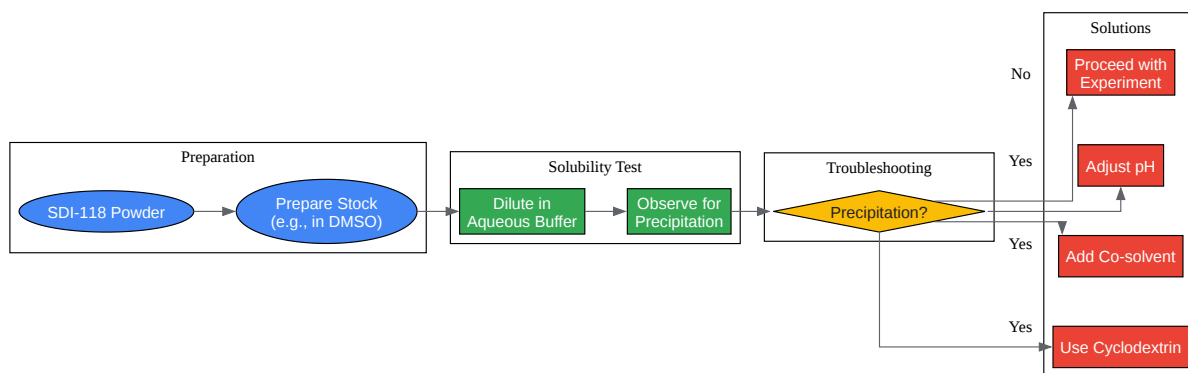 Preparation
SDI-118 Powder
Prepare Stock
(e.g., in DMSO)
Solubility Test
Dilute in
Aqueous Buffer
Observe for
Precipitation
Troubleshooting
Precipitation?
No
Yes
Yes
Yes
Solutions
Proceed with
Experiment
Adjust pH
Add Co-solvent
Use Cyclodextrin